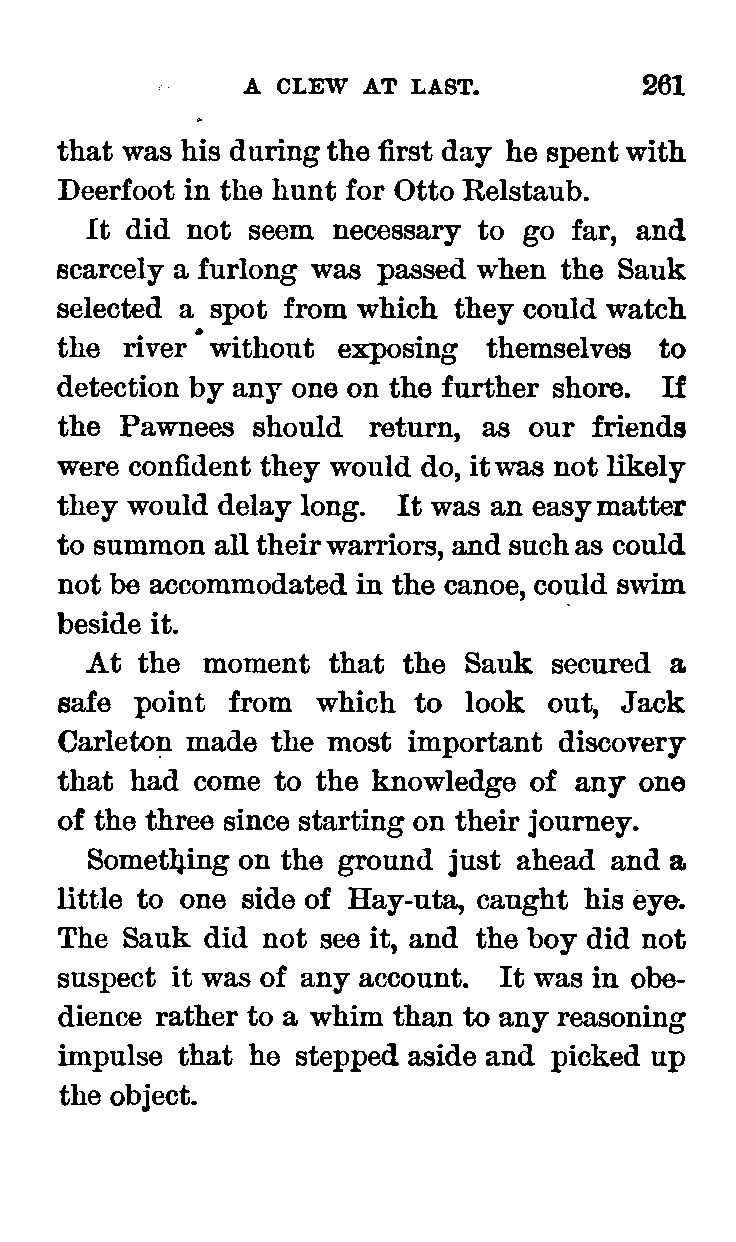 A CLEW AT LAST. 261
that was his during the first day he spent with
Deerfoot in the hunt for Otto Relstaub.
It did not seem necessary to go far, and
scarcely a furlong was passed when the Sauk
selected a spot from which they could watch
the river without exposing themselves to
detection by any one on the further shore. If
the Pawnees should return, as our friends
were confident they would do, it was not likely
they would delay long. It was an easy matter
to summon all their warriors, and such as could
not be accommodated in the canoe, could swim
beside it.
At the moment that the Sauk secured a
safe point from which to look out, Jack
Carleton made the most important discovery
that had come to the knowledge of any one
of the three since starting on their journey.
Something on the ground just ahead and a
little to one side of Hay-uta, caught his eye.
The Sauk did not see it, and the boy did not
suspect it was of any account. It was in obe-
dience rather to a whim than to any reasoning
impulse that he stepped aside and picked up
the object.